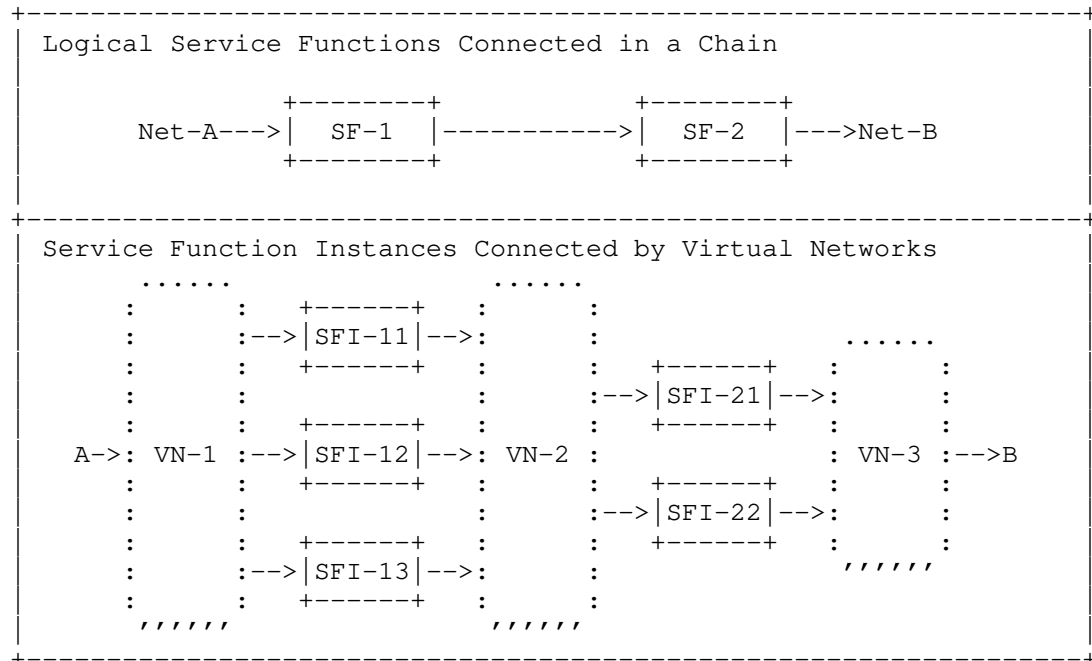 +--------------------------------------------------------------------------+
| Logical Service Functions Connected in a Chain                           |
|                                                                          |
|                  +--------+             +--------+                       |
|        Net-A--->|  SF-1  |------------>|  SF-2  |--->Net-B              |
|                  +--------+             +--------+                       |
|                                                                          |
+--------------------------------------------------------------------------+
| Service Function Instances Connected by Virtual Networks                 |
|        ......                  ......                                    |
|       :      :   +------+    :      :                                    |
|       :      :-->|SFI-11|-->:       :                 ......             |
|       :      :   +------+    :      :   +------+    :      :             |
|       :      :               :      :-->|SFI-21|-->:       :             |
|       :      :   +------+    :      :   +------+    :      :             |
|   A->: VN-1 :-->|SFI-12|-->: VN-2 :                 : VN-3 :-->B         |
|       :      :   +------+    :      :   +------+    :      :             |
|       :      :               :      :-->|SFI-22|-->:       :             |
|       :      :   +------+    :      :   +------+    :      :             |
|       :      :-->|SFI-13|-->:       :                 ''''''             |
|       :      :   +------+    :      :                                    |
|        ''''''                  ''''''                                    |
+--------------------------------------------------------------------------+